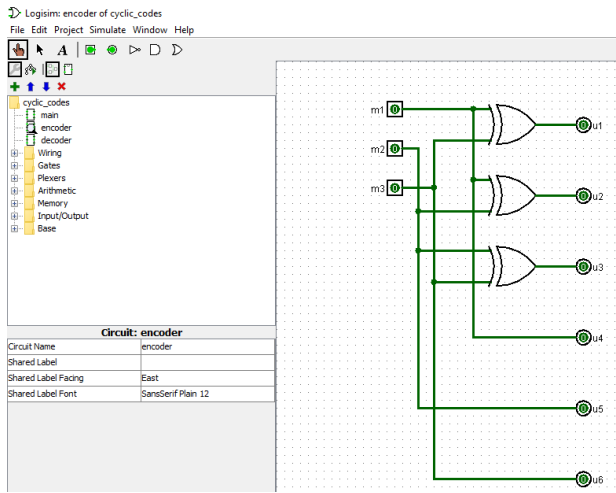 Logisim: encoder of cyclic_codes
File Edit Project Simulate Window Help
A
cyclic_codes
main
encoder
decoder
Wiring
Gates
Plexers
Arithmetic
Memory
Input/Output
Base
Circuit: encoder
Circuit Name encoder
Shared Label
Shared Label Facing East
Shared Label Font SansSerif Plain 12
m1 0
m2 0
m3 0
0 u1
0 u2
0 u3
0 u4
0 u5
0 u6